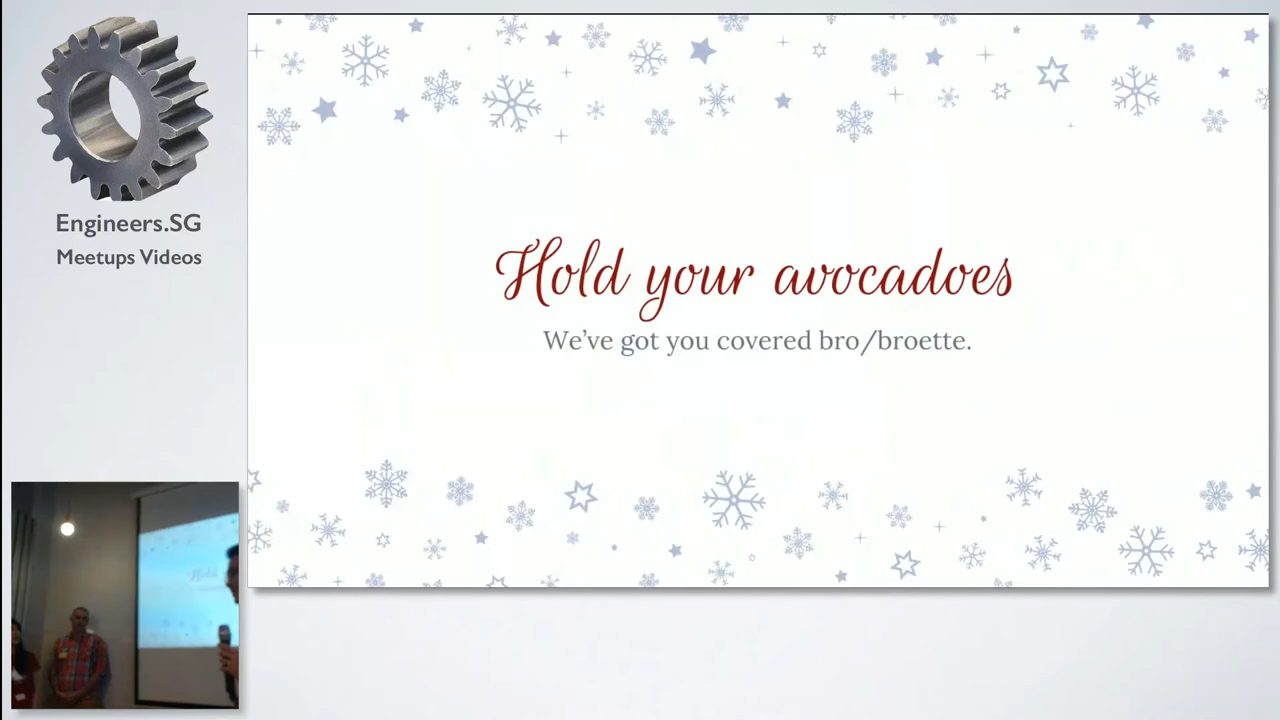 Engineers.SG
Meetups Videos
Hold your avocadoes
We’ve got you covered bro/broette.